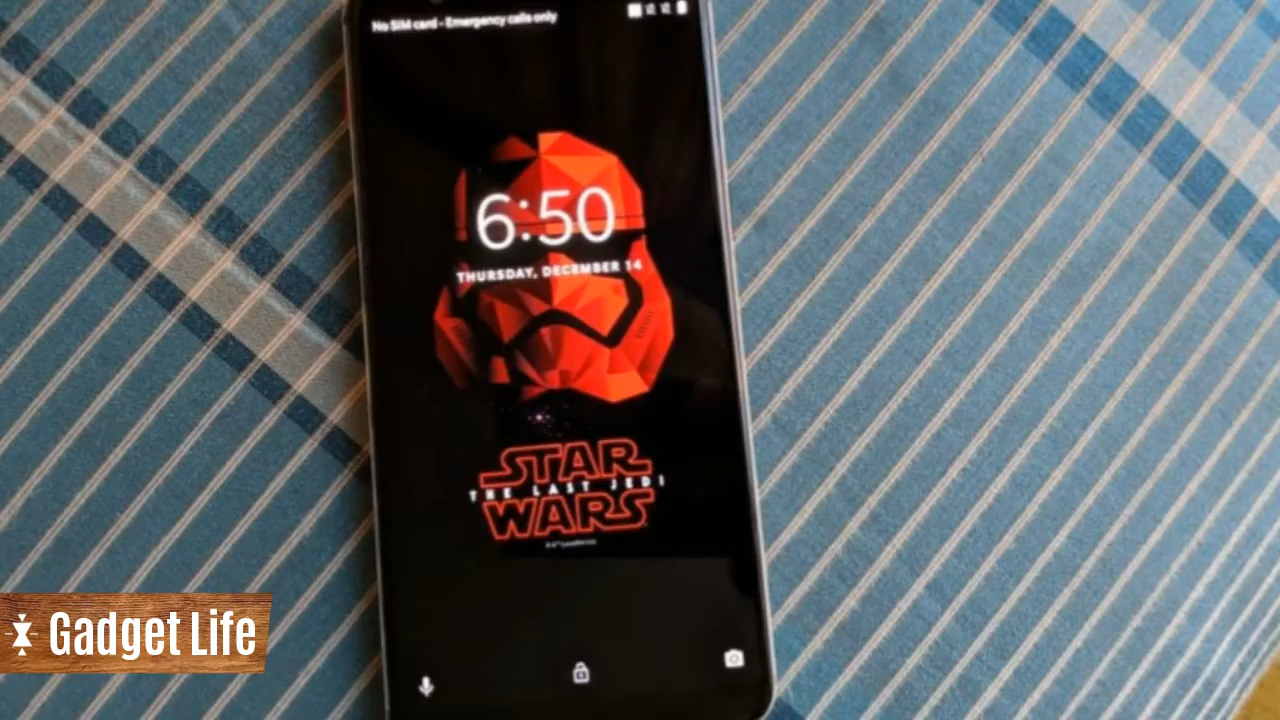 No SIM card - Emergency calls only
6:50
THURSDAY, DECEMBER 14
STAR
THE LAST JEDI
WARS
Gadget Life